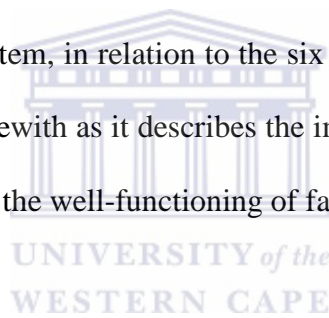 tem, in relation to the six
ewith as it describes the in
the well-functioning of fa
UNIVERSITY of the
WESTERN CAPE